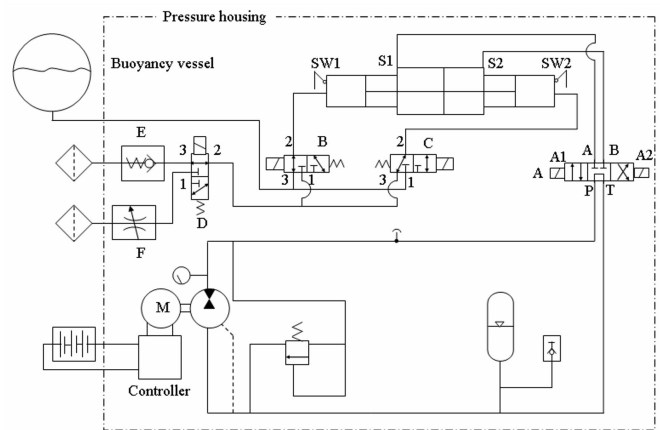 Pressure housing
Buoyancy vessel
SW1
S1
S2
SW2
E
3
2
1
D
F
2
B
3
1
2
C
3
1
A
B
A1
A2
A
P
T
M
Controller